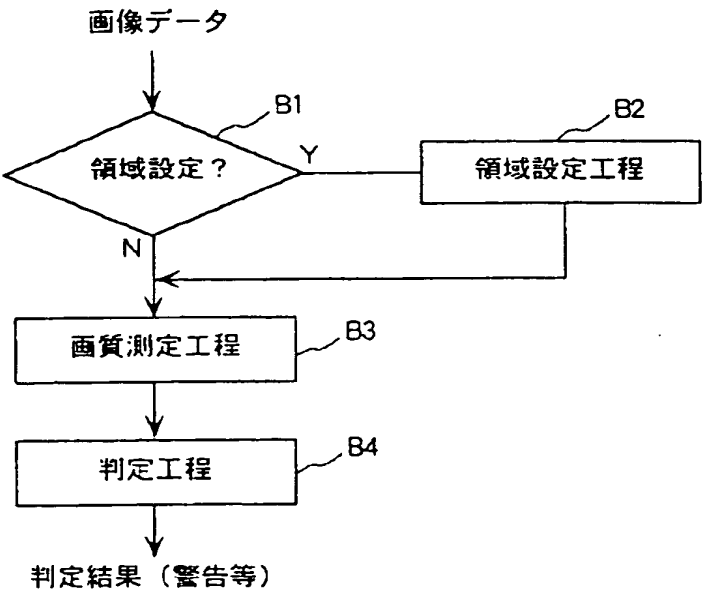 画像データ
B1
領域設定?
Y
B2
領域設定工程
N
画質測定工程
B3
判定工程
B4
判定結果(警告等)